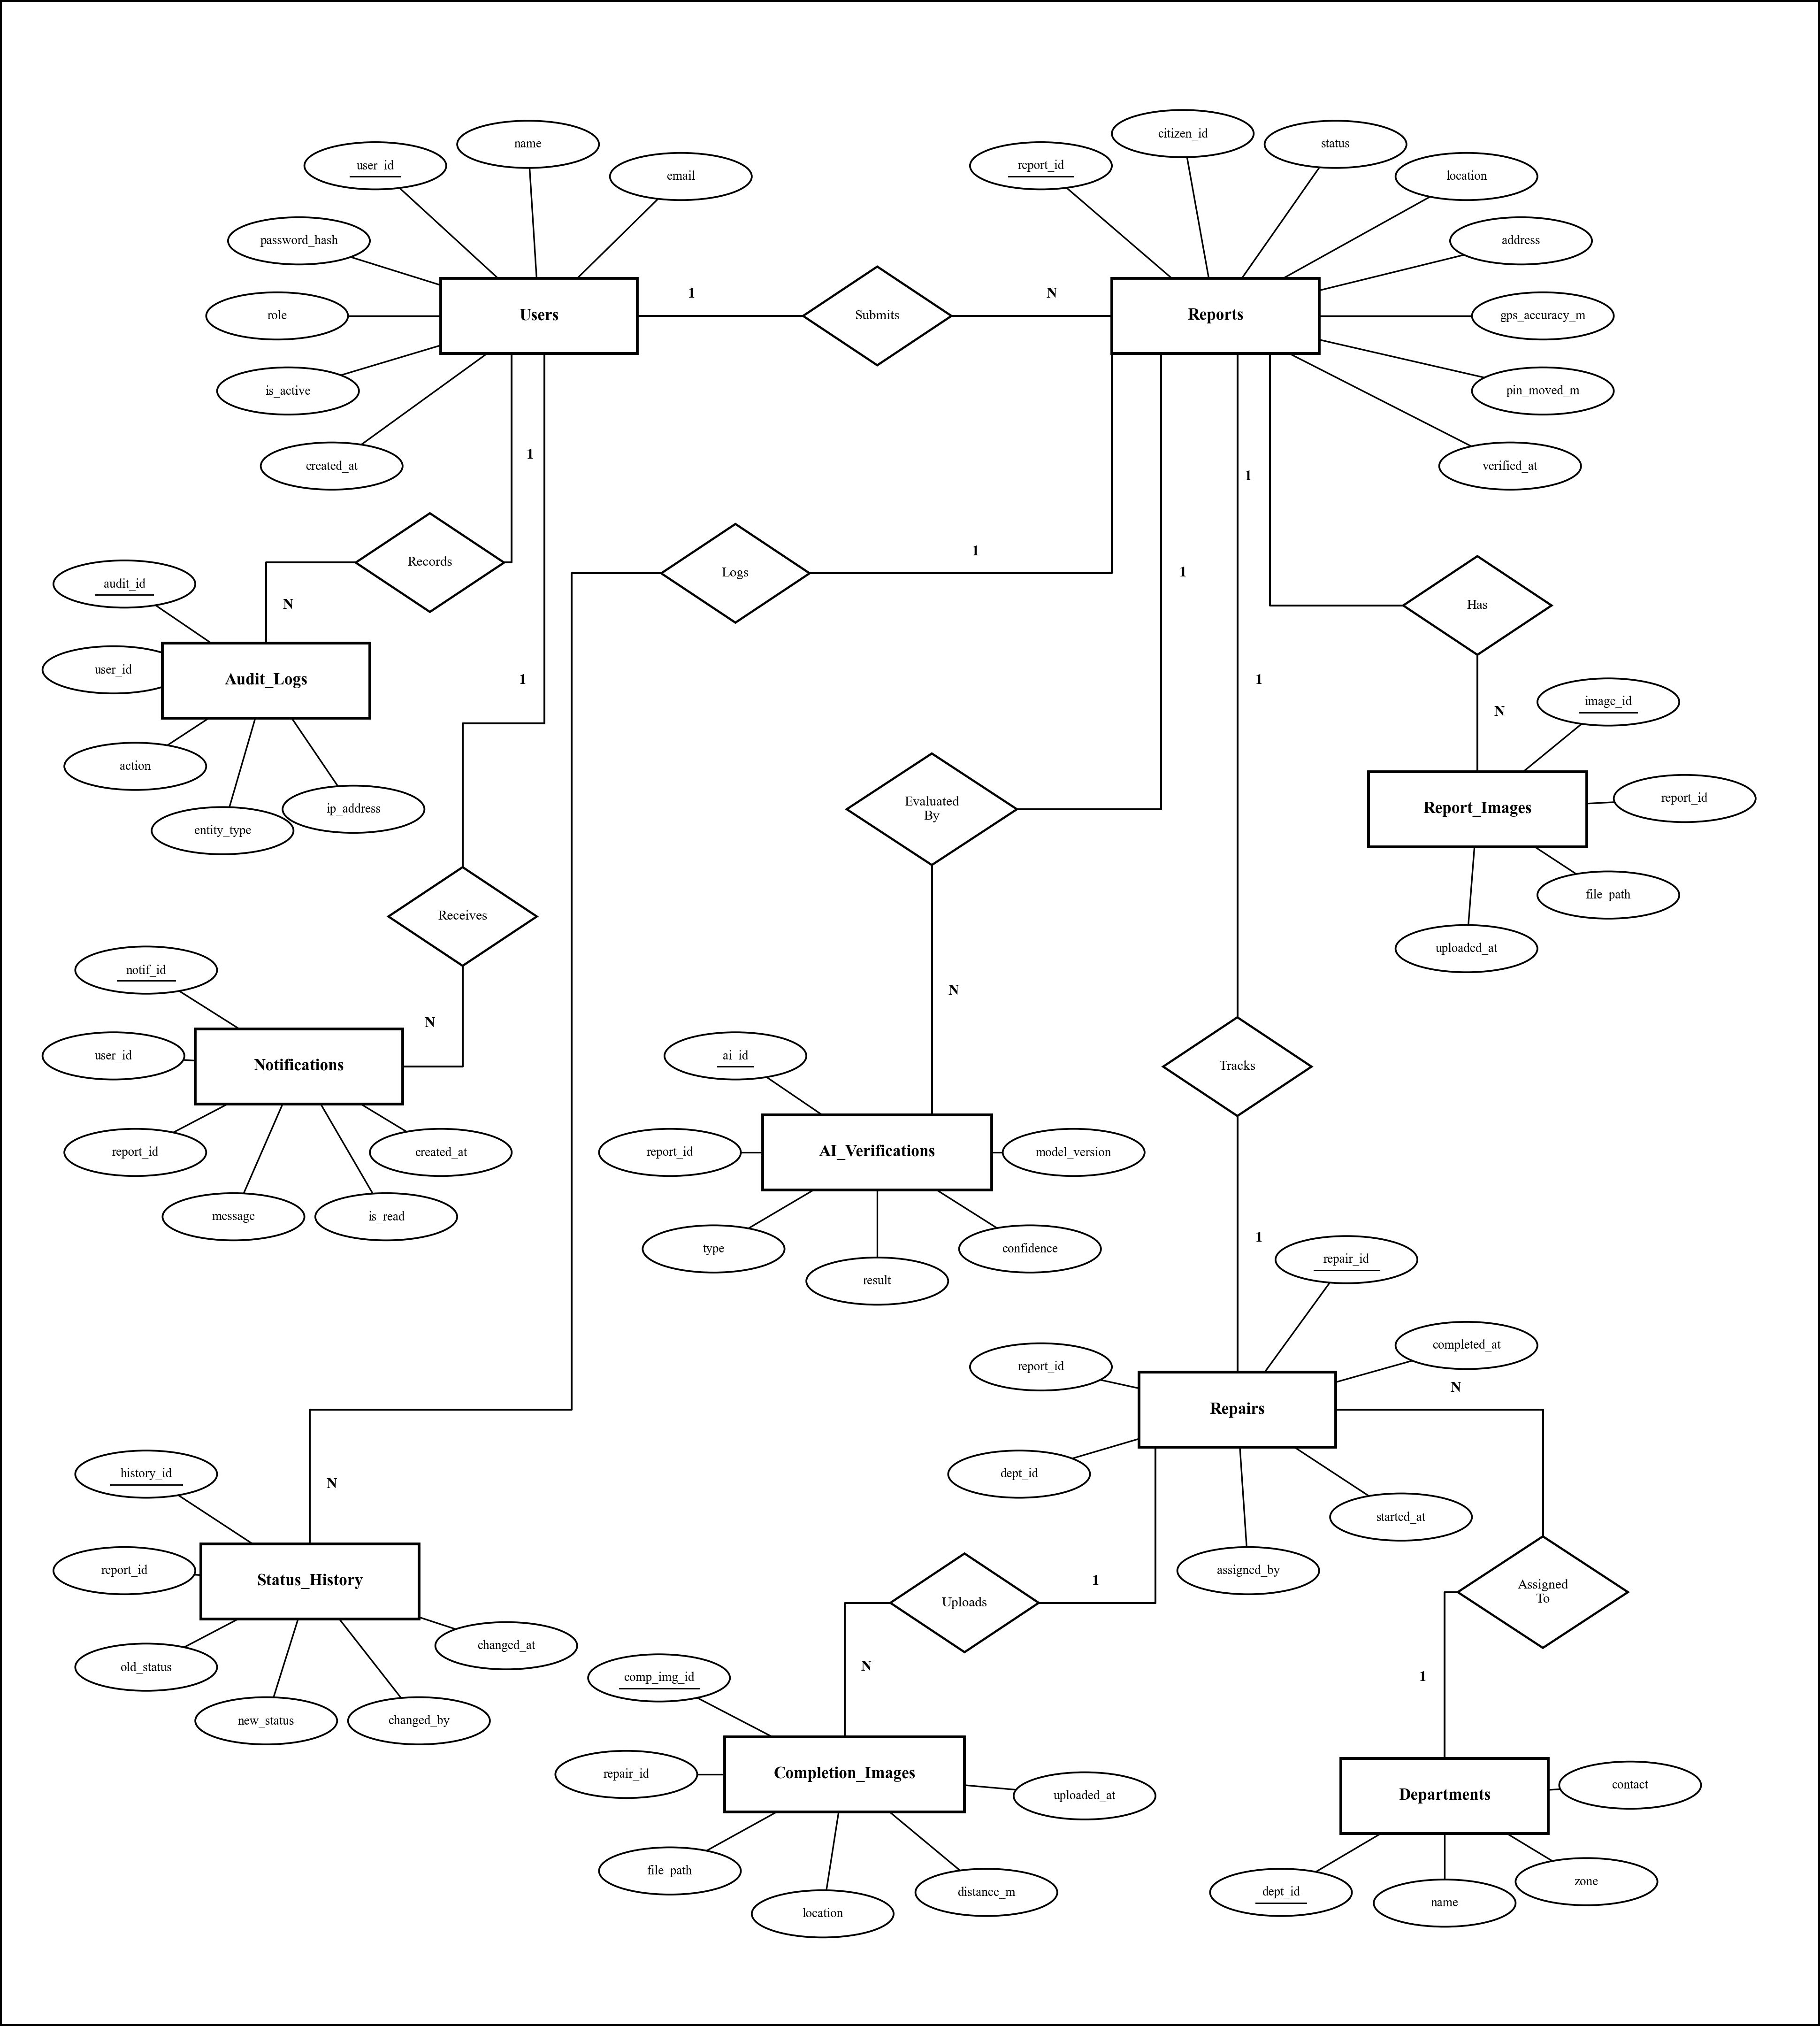 citizen_id
name
status
user_id
report_id
email
location
password_hash
address
role
Users
1
Submits
N
Reports
gps_accuracy_m
is_active
pin_moved_m
created_at
1
1
verified_at
Records
Logs
1
1
audit_id
N
Has
user_id
Audit_Logs
1
1
image_id
N
action
entity_type
ip_address
Evaluated
By
Report_Images
report_id
file_path
Receives
uploaded_at
notif_id
N
N
user_id
Notifications
ai_id
Tracks
report_id
created_at
report_id
AI_Verifications
model_version
message
is_read
type
confidence
1
repair_id
result
report_id
completed_at
N
Repairs
history_id
N
dept_id
started_at
report_id
Status_History
1
assigned_by
Assigned
To
Uploads
changed_at
old_status
N
comp_img_id
1
new_status
changed_by
repair_id
Completion_Images
uploaded_at
Departments
contact
file_path
distance_m
dept_id
zone
location
name